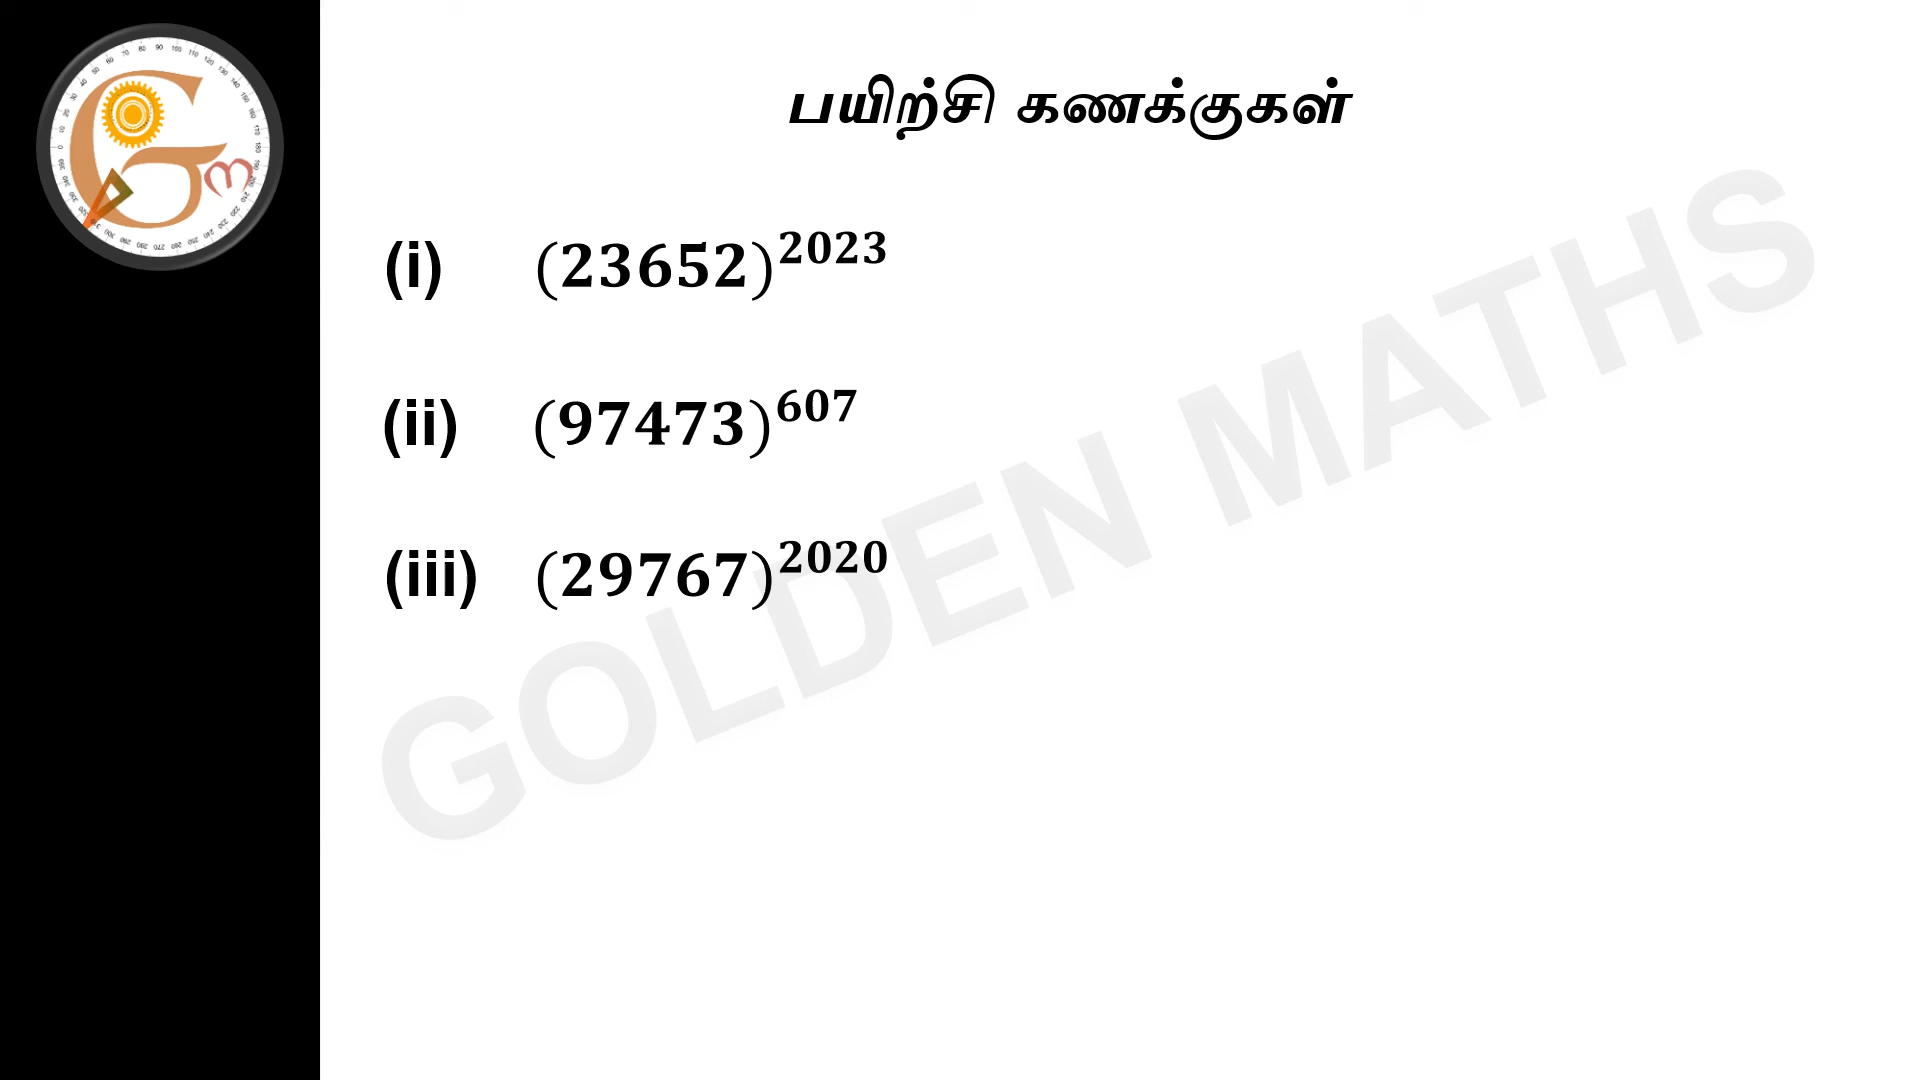 பயிற்சி கணக்குகள்
(i) (23652)^2023
(ii) (97473)^607
(iii) (29767)^2020
GOLDEN MATHS